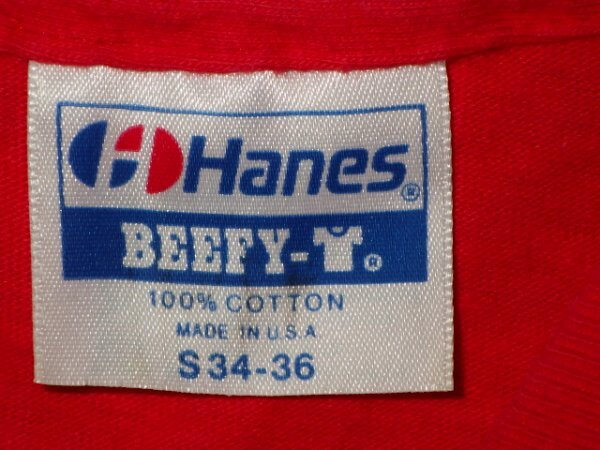 Hanes®
BEEFY-T®
100% COTTON
MADE IN U.S.A
S 34-36